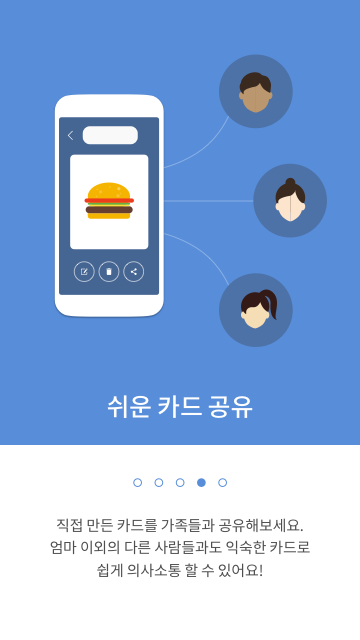 쉬운 카드 공유
직접 만든 카드를 가족들과 공유해보세요.
엄마 이외의 다른 사람들과도 익숙한 카드로
쉽게 의사소통 할 수 있어요!